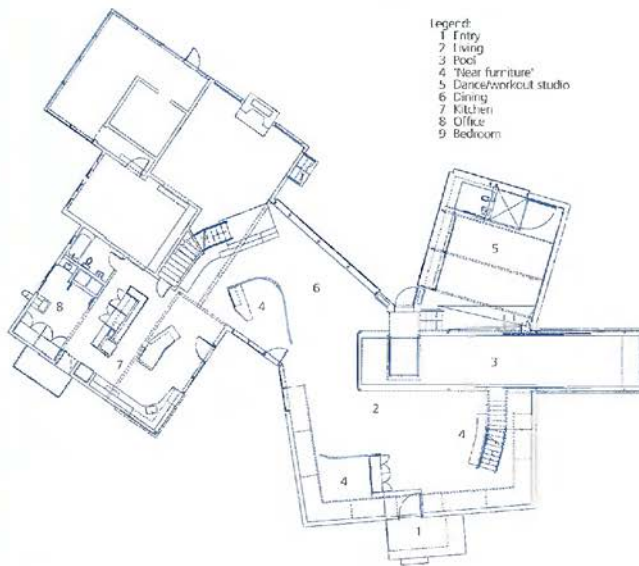 Legend:
1 Entry
2 Living
3 Pool
4 "Near furniture"
5 Dance/workout studio
6 Dining
7 Kitchen
8 Office
9 Bedroom
5
4
6
8
3
7
2
4
4
1